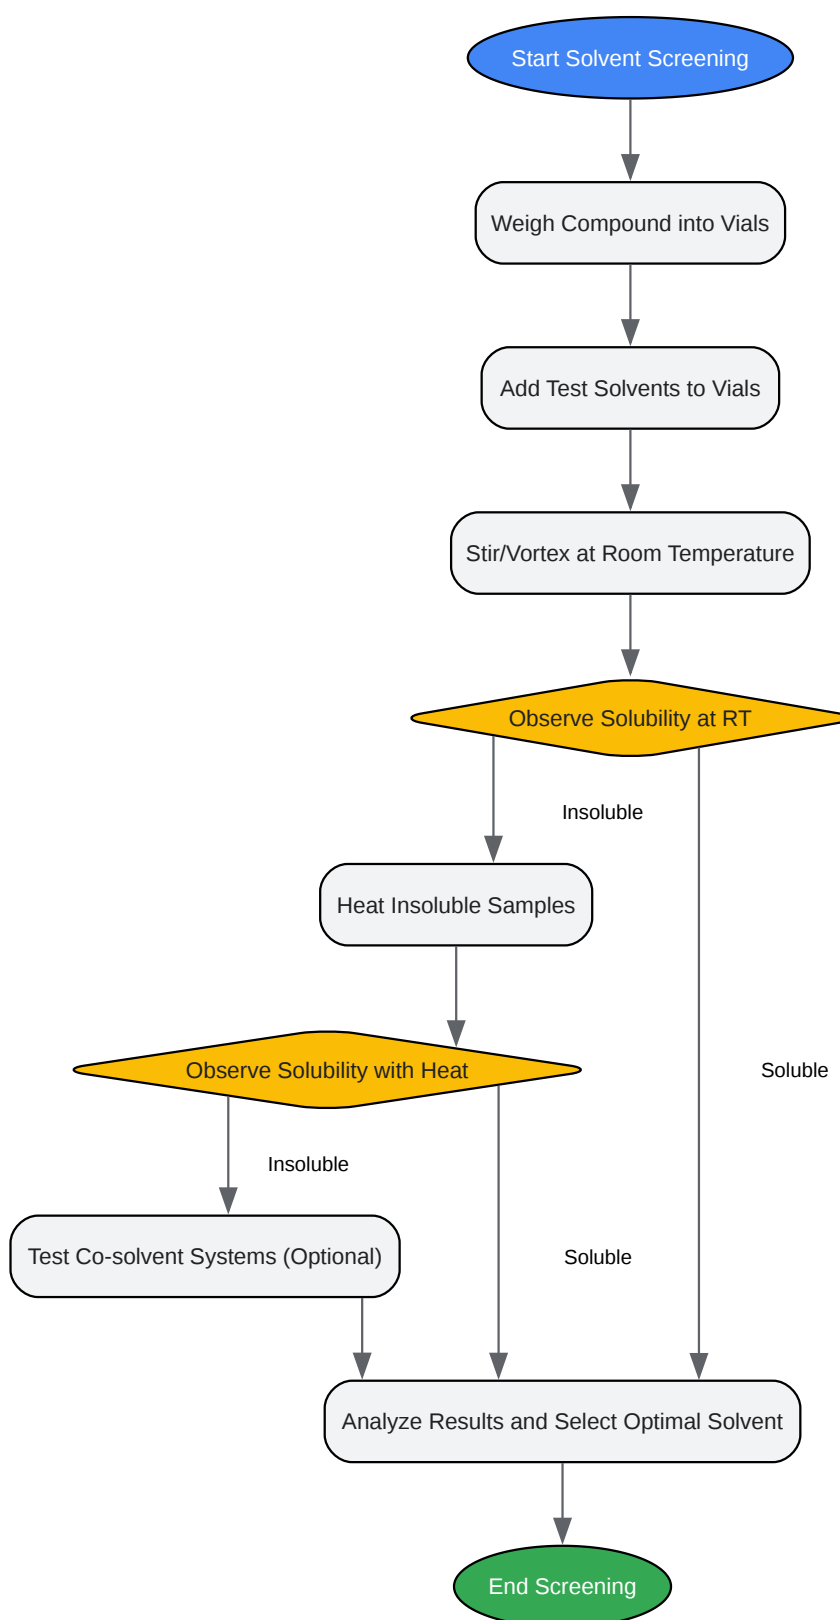 Start Solvent Screening
Weigh Compound into Vials
Add Test Solvents to Vials
Stir/Vortex at Room Temperature
Observe Solubility at RT
Insoluble
Heat Insoluble Samples
Observe Solubility with Heat
Soluble
Insoluble
Test Co-solvent Systems (Optional)
Soluble
Analyze Results and Select Optimal Solvent
End Screening